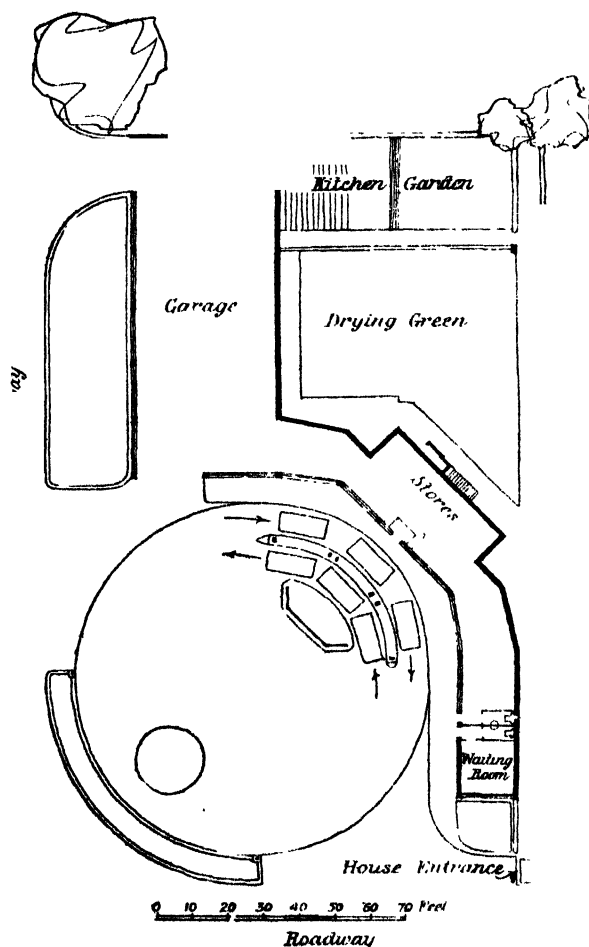 Kitchen Garden
Garage
Drying Green
ay
Stores
Waiting
Room
House Entrance
0 10 20 30 40 50 60 70 Feet
Roadway